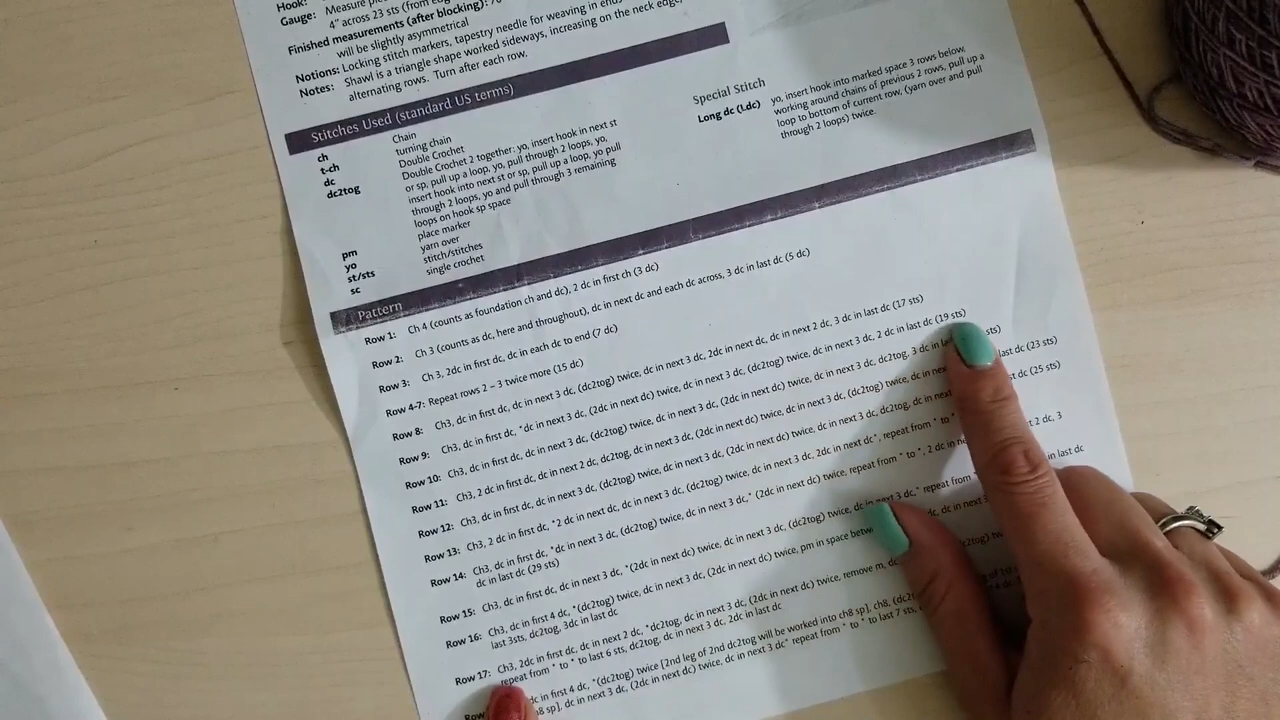 Hook:
Gauge: Measure
4" across 23 sts (from
Finished measurements (after blocking):
will be slightly asymmetrical
Notions: Locking stitch markers, tapestry needle for weaving in ends
Notes: Shawl is a triangle shape worked sideways, increasing on the neck edge,
alternating rows. Turn after each row.
Stitches Used (standard US terms)
ch Chain
t-ch turning chain
dc Double Crochet
dc2tog Double Crochet 2 together: yo, insert hook in next st
or sp, pull up a loop, yo, pull through 2 loops, yo,
insert hook into next st or sp, pull up a loop, yo pull
through 2 loops, yo and pull through 3 remaining
loops on hook sp space
pm place marker
yo yarn over
st/sts stitch/stitches
sc single crochet
Special Stitch
Long dc (Ldc) yo, insert hook into marked space 3 rows below,
working around chains of previous 2 rows, pull up a
loop to bottom of current row, (yarn over and pull
through 2 loops) twice.
Pattern
Row 1: Ch 4 (counts as foundation ch and dc), 2 dc in first ch (3 dc)
Row 2: Ch 3 (counts as dc, here and throughout), dc in next dc and each dc across, 3 dc in last dc (5 dc)
Row 3: Ch 3, 2dc in first dc, dc in each dc to end (7 dc)
Row 4-7: Repeat rows 2 – 3 twice more (15 dc)
Row 8: Ch3, dc in first dc, dc in next 3 dc, (dc2tog) twice, dc in next 3 dc, 2dc in next dc, dc in next 2 dc, 3 dc in last dc (17 sts)
Row 9: Ch3, dc in first dc, *dc in next 3 dc, (2dc in next dc) twice, dc in next 3 dc, (dc2tog) twice, dc in next 3 dc, 2 dc in last dc (19 sts)
Row 10: Ch3, dc in first dc, dc in next 3 dc, (dc2tog) twice, dc in next 3 dc, (2dc in next dc) twice, dc in next 3 dc, dc2tog, 3 dc in sts)
Row 11: Ch3, 2 dc in first dc, dc in next 2 dc, dc2tog, dc in next 3 dc, (2dc in next dc) twice, dc in next 3 dc, (dc2tog) twice, dc in last dc (23 sts)
Row 12: Ch3, dc in first dc, dc in next 3 dc, (dc2tog) twice, dc in next 3 dc, (2dc in next dc) twice, dc in next 3 dc, dc2tog, dc in next dc (25 sts)
Row 13: Ch3, 2 dc in first dc, *2 dc in next dc, dc in next 3 dc, (dc2tog) twice, dc in next 3 dc, 2dc in next dc*, repeat from * to *
Row 14: Ch3, dc in first dc, *dc in next 3 dc, (dc2tog) twice, dc in next 3 dc,* (2dc in next dc) twice, repeat from * to *, 2 dc in 2 dc, 3
dc in last dc (29 sts)
Row 15: Ch3, dc in first dc, dc in next 3 dc, *(2dc in next dc) twice, dc in next 3 dc, (dc2tog) twice, dc in next 3 dc,* repeat from in last dc
Row 16: Ch3, dc in first 4 dc, *(dc2tog) twice, dc in next 3 dc, (2dc in next dc) twice, pm in space dc, dc in next
last 3sts, dc2tog, 3dc in last dc
Row 17: Ch3, 2dc in first dc, dc in next 2 dc, *dc2tog, dc in next 3 dc, (2dc in next dc) twice, remove m,
repeat from * to * to last 6 sts, dc2tog, dc in next 3 dc, 2dc in last dc
Row dc in first 4 dc, *(dc2tog) twice [2nd leg of 2nd dc2tog will be worked into ch8 sp], ch8,
sp], dc in next 3 dc, (2dc in next dc) twice, dc in next 3 dc* repeat from * to * to last 7 sts,